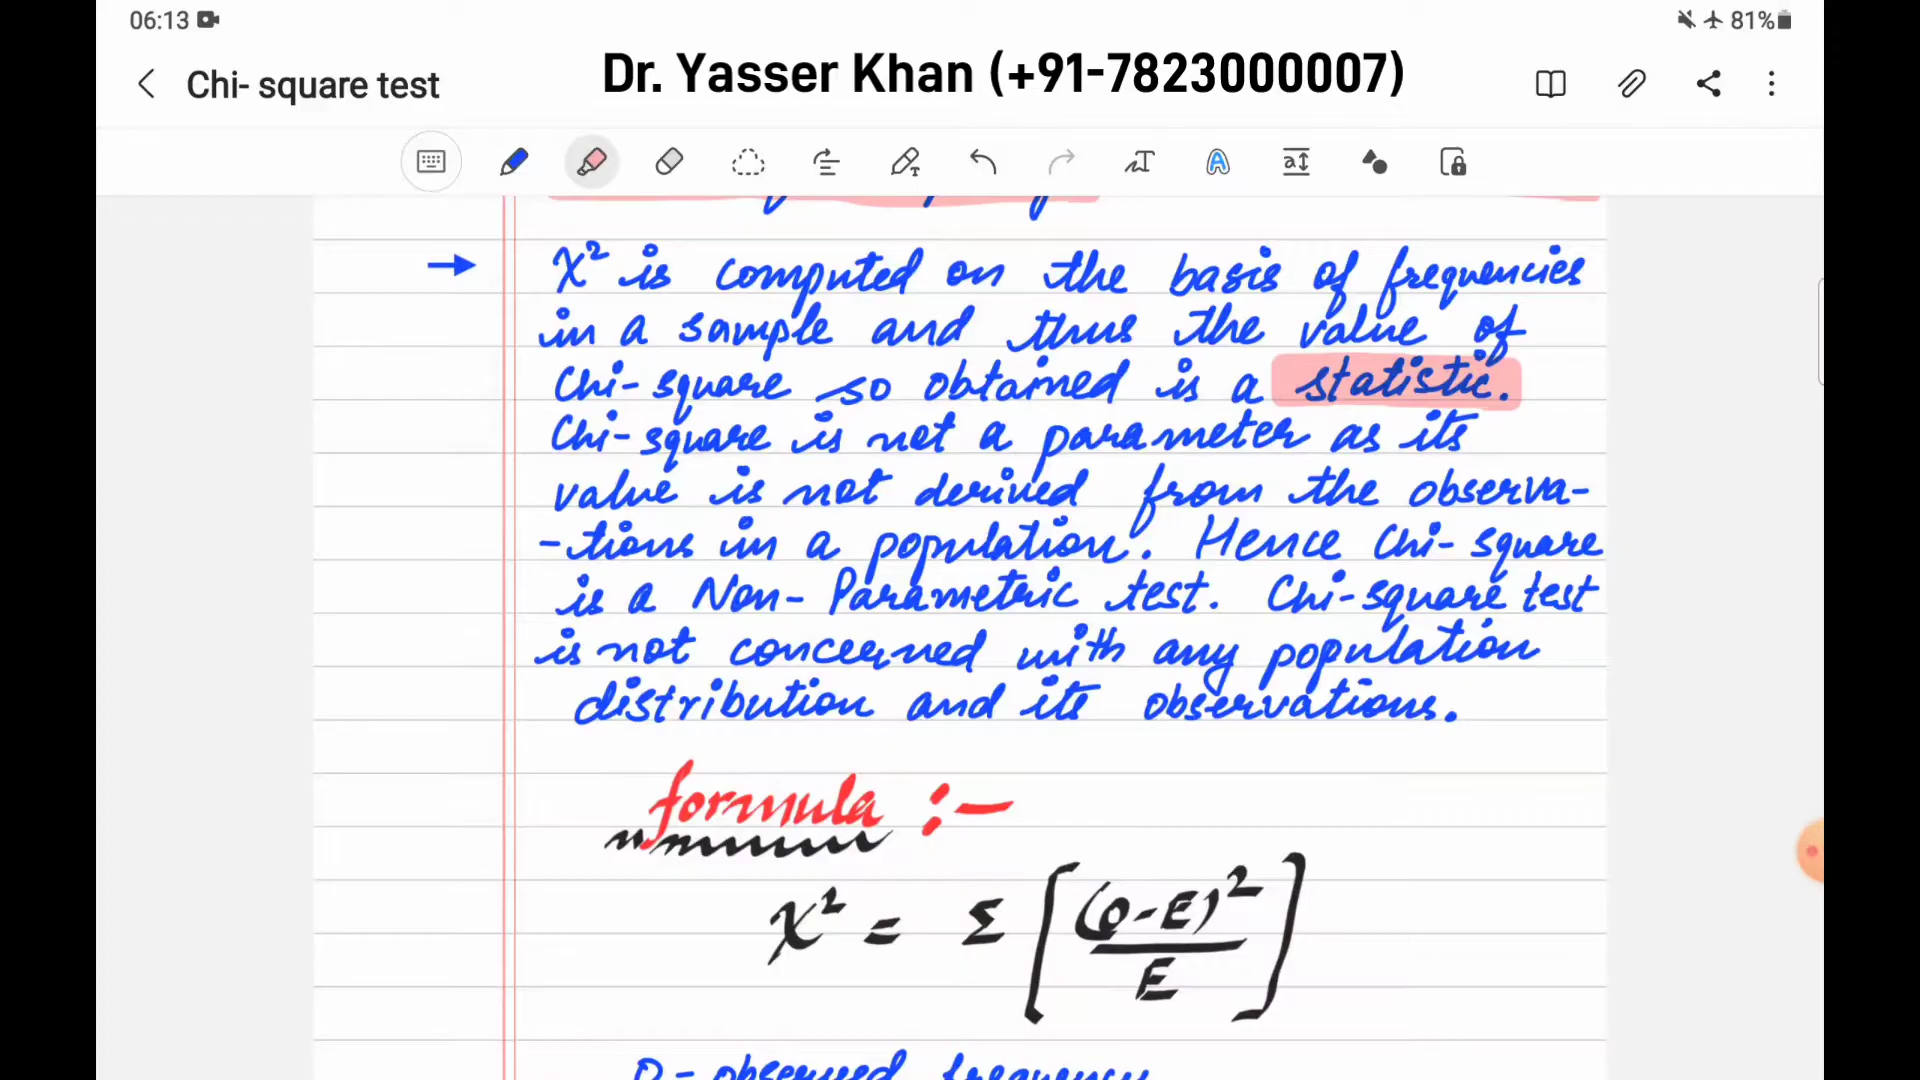 06:13
81%
Chi- square test
Dr. Yasser Khan (+91-7823000007)
→ χ² is computed on the basis of frequencies
in a sample and thus the value of
Chi-square so obtained is a statistic.
Chi-square is not a parameter as its
value is not derived from the observa-
-tions in a population. Hence Chi-square
is a Non-Parametric test. Chi-square test
is not concerned with any population
distribution and its observations.
formula :-
χ² = Σ [(O-E)²/E]
O - observed frequency